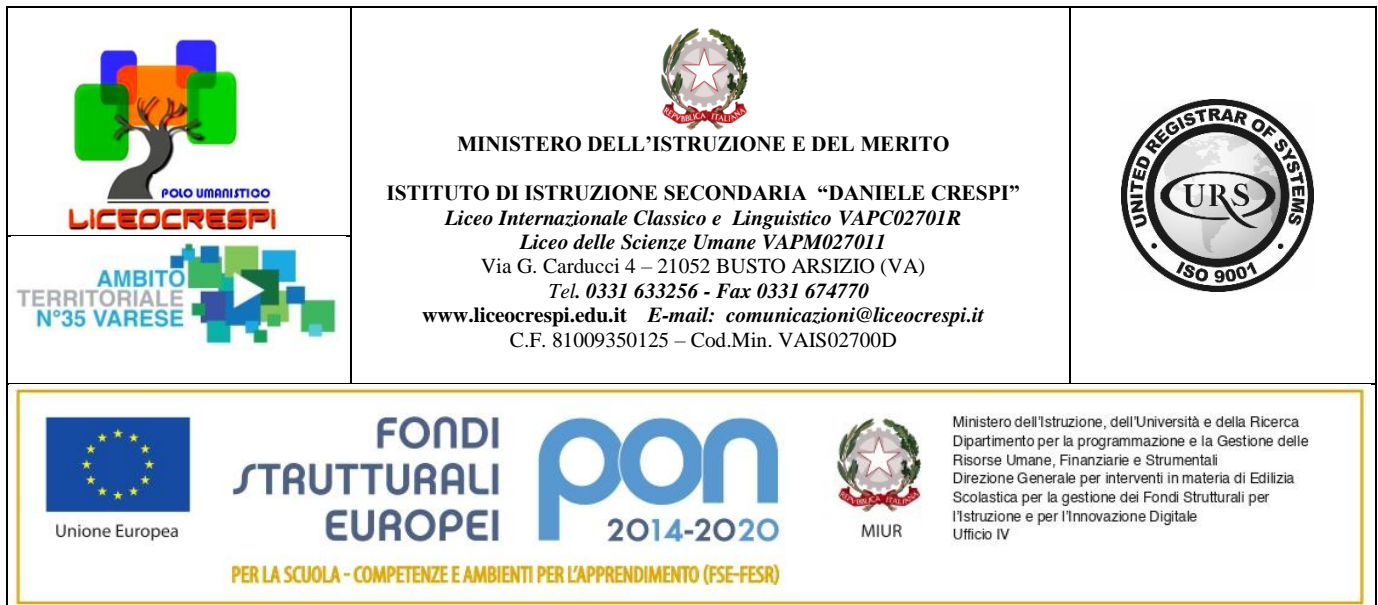 POLO UMANISTICO
LICEOCRESPI
AMBITO
TERRITORIALE
N°35 VARESE
REPVBBLICA ITALIANA
MINISTERO DELL'ISTRUZIONE E DEL MERITO
ISTITUTO DI ISTRUZIONE SECONDARIA “DANIELE CRESPI”
Liceo Internazionale Classico e Linguistico VAPC02701R
Liceo delle Scienze Umane VAPM027011
Via G. Carducci 4 – 21052 BUSTO ARSIZIO (VA)
Tel. 0331 633256 - Fax 0331 674770
www.liceocrespi.edu.it E-mail: comunicazioni@liceocrespi.it
C.F. 81009350125 – Cod.Min. VAIS02700D
UNITED REGISTRAR OF SYSTEMS
URS
ISO 9001
Unione Europea
FONDI
STRUTTURALI
EUROPEI
pon
2014-2020
PER LA SCUOLA - COMPETENZE E AMBIENTI PER L'APPRENDIMENTO (FSE-FESR)
REPVBBLICA ITALIANA
MIUR
Ministero dell'Istruzione, dell'Università e della Ricerca
Dipartimento per la programmazione e la Gestione delle
Risorse Umane, Finanziarie e Strumentali
Direzione Generale per interventi in materia di Edilizia
Scolastica per la gestione dei Fondi Strutturali per
l'Istruzione e per l'Innovazione Digitale
Ufficio IV